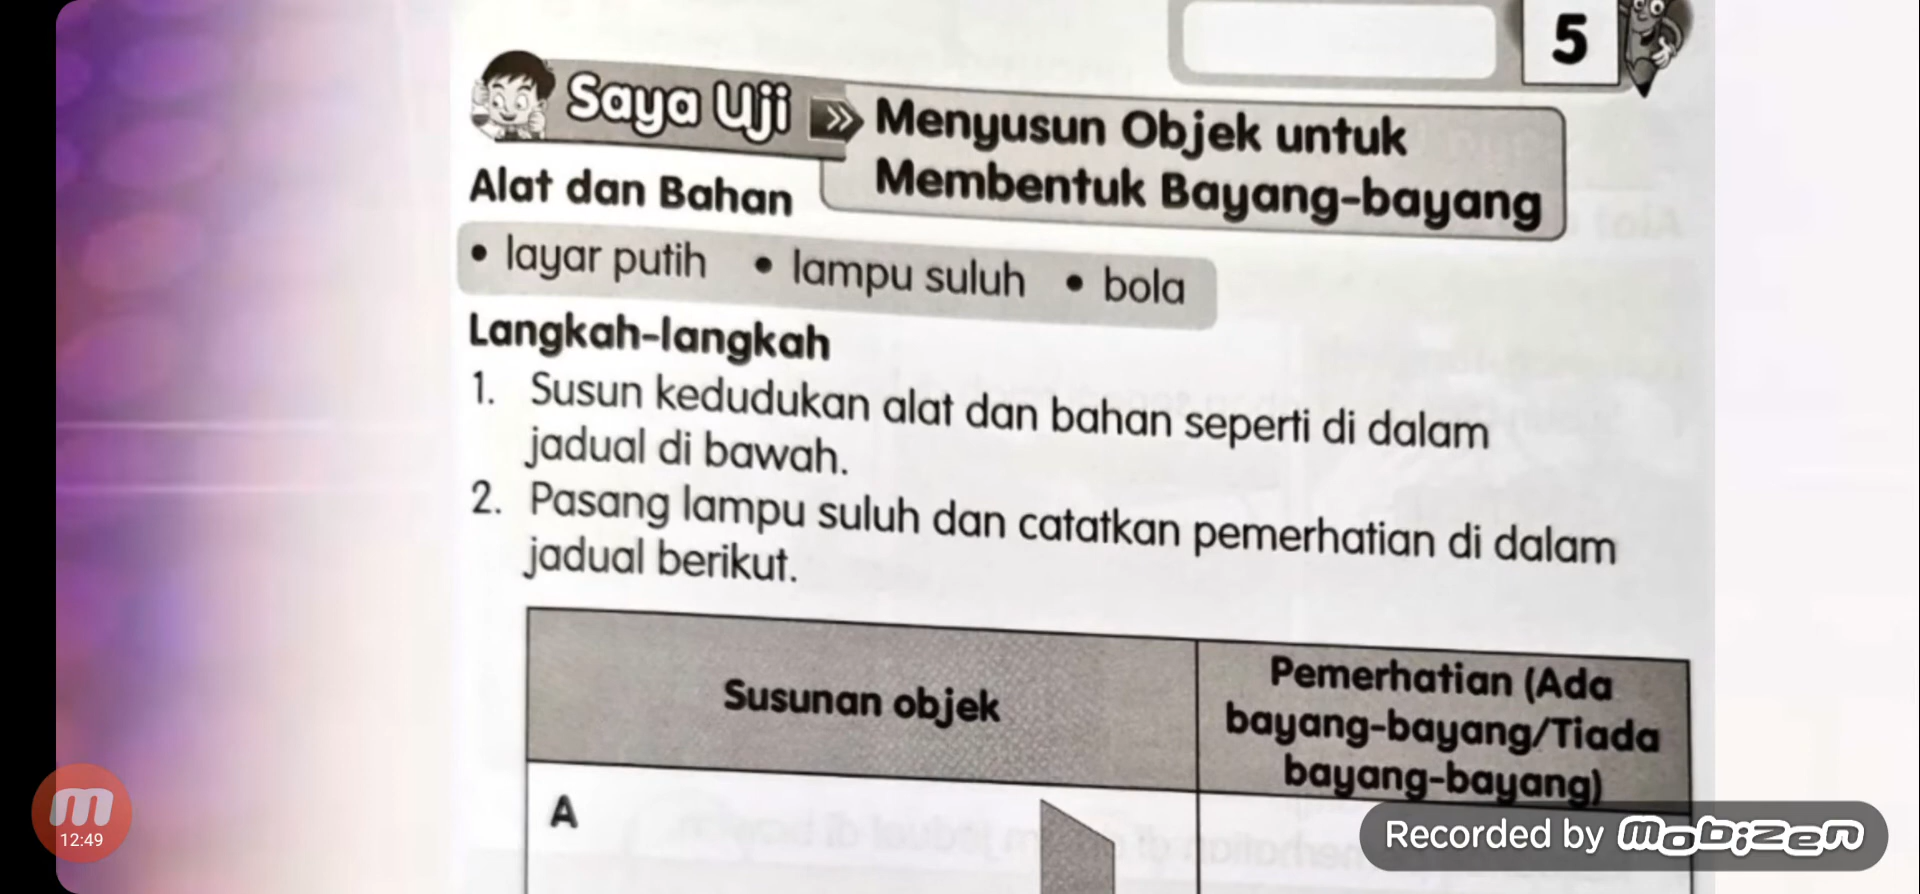 5
Saya Uji
Menyusun Objek untuk
Membentuk Bayang-bayang
Alat dan Bahan
• layar putih • lampu suluh • bola
Langkah-langkah
1. Susun kedudukan alat dan bahan seperti di dalam
jadual di bawah.
2. Pasang lampu suluh dan catatkan pemerhatian di dalam
jadual berikut.
Susunan objek
Pemerhatian (Ada
bayang-bayang/Tiada
bayang-bayang)
A
12:49
Recorded by mobizen